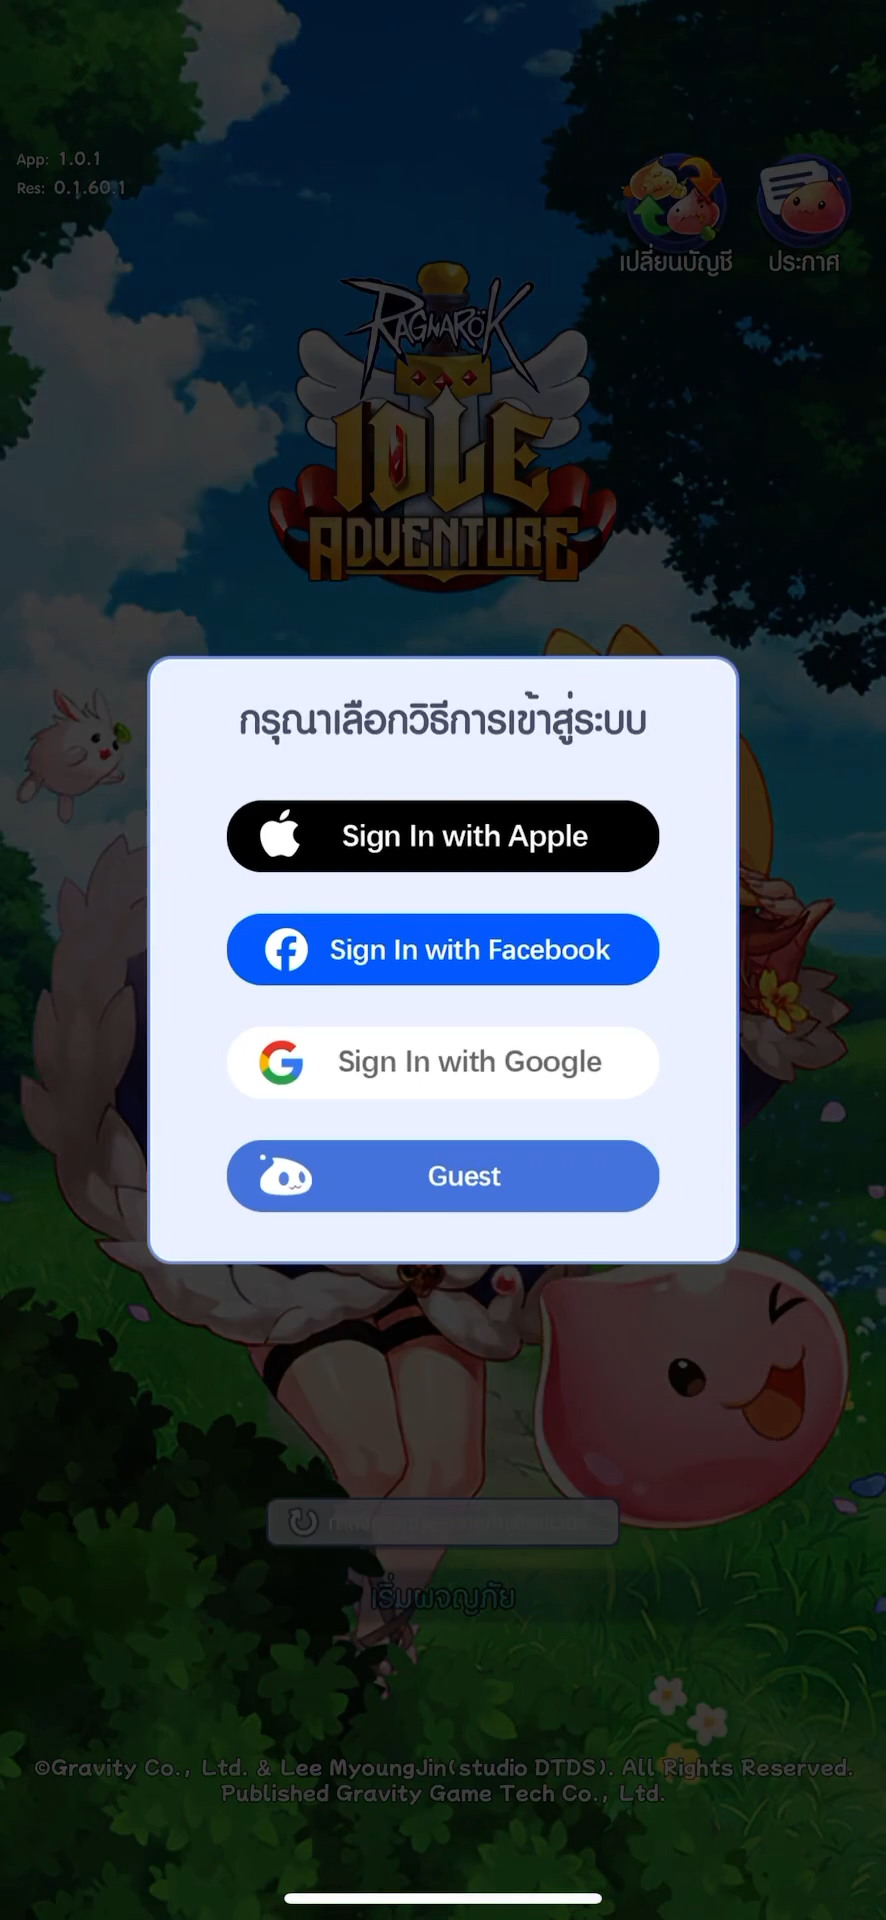 App: 1.0.1
Res: 0.1.60.1
เปลี่ยนบัญชี
ประกาศ
RAGNARÖK
IDLE
ADVENTURE
กรุณาเลือกวิธีการเข้าสู่ระบบ
Sign In with Apple
Sign In with Facebook
Sign In with Google
Guest
เริ่มผจญภัย
©Gravity Co., Ltd. & Lee MyoungJin(studio DTDS). All Rights Reserved.
Published Gravity Game Tech Co., Ltd.